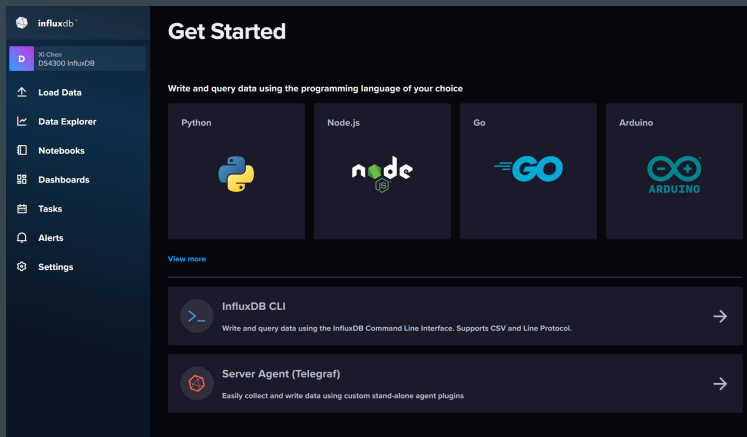 influxdb
D
Xi Chen
DS4300 InfluxDB
Load Data
Data Explorer
Notebooks
Dashboards
Tasks
Alerts
Settings
Get Started
Write and query data using the programming language of your choice
Python
Node.js
Go
Arduino
node
JS
GO
ARDUINO
View more
InfluxDB CLI
Write and query data using the InfluxDB Command Line Interface. Supports CSV and Line Protocol.
Server Agent (Telegraf)
Easily collect and write data using custom stand-alone agent plugins